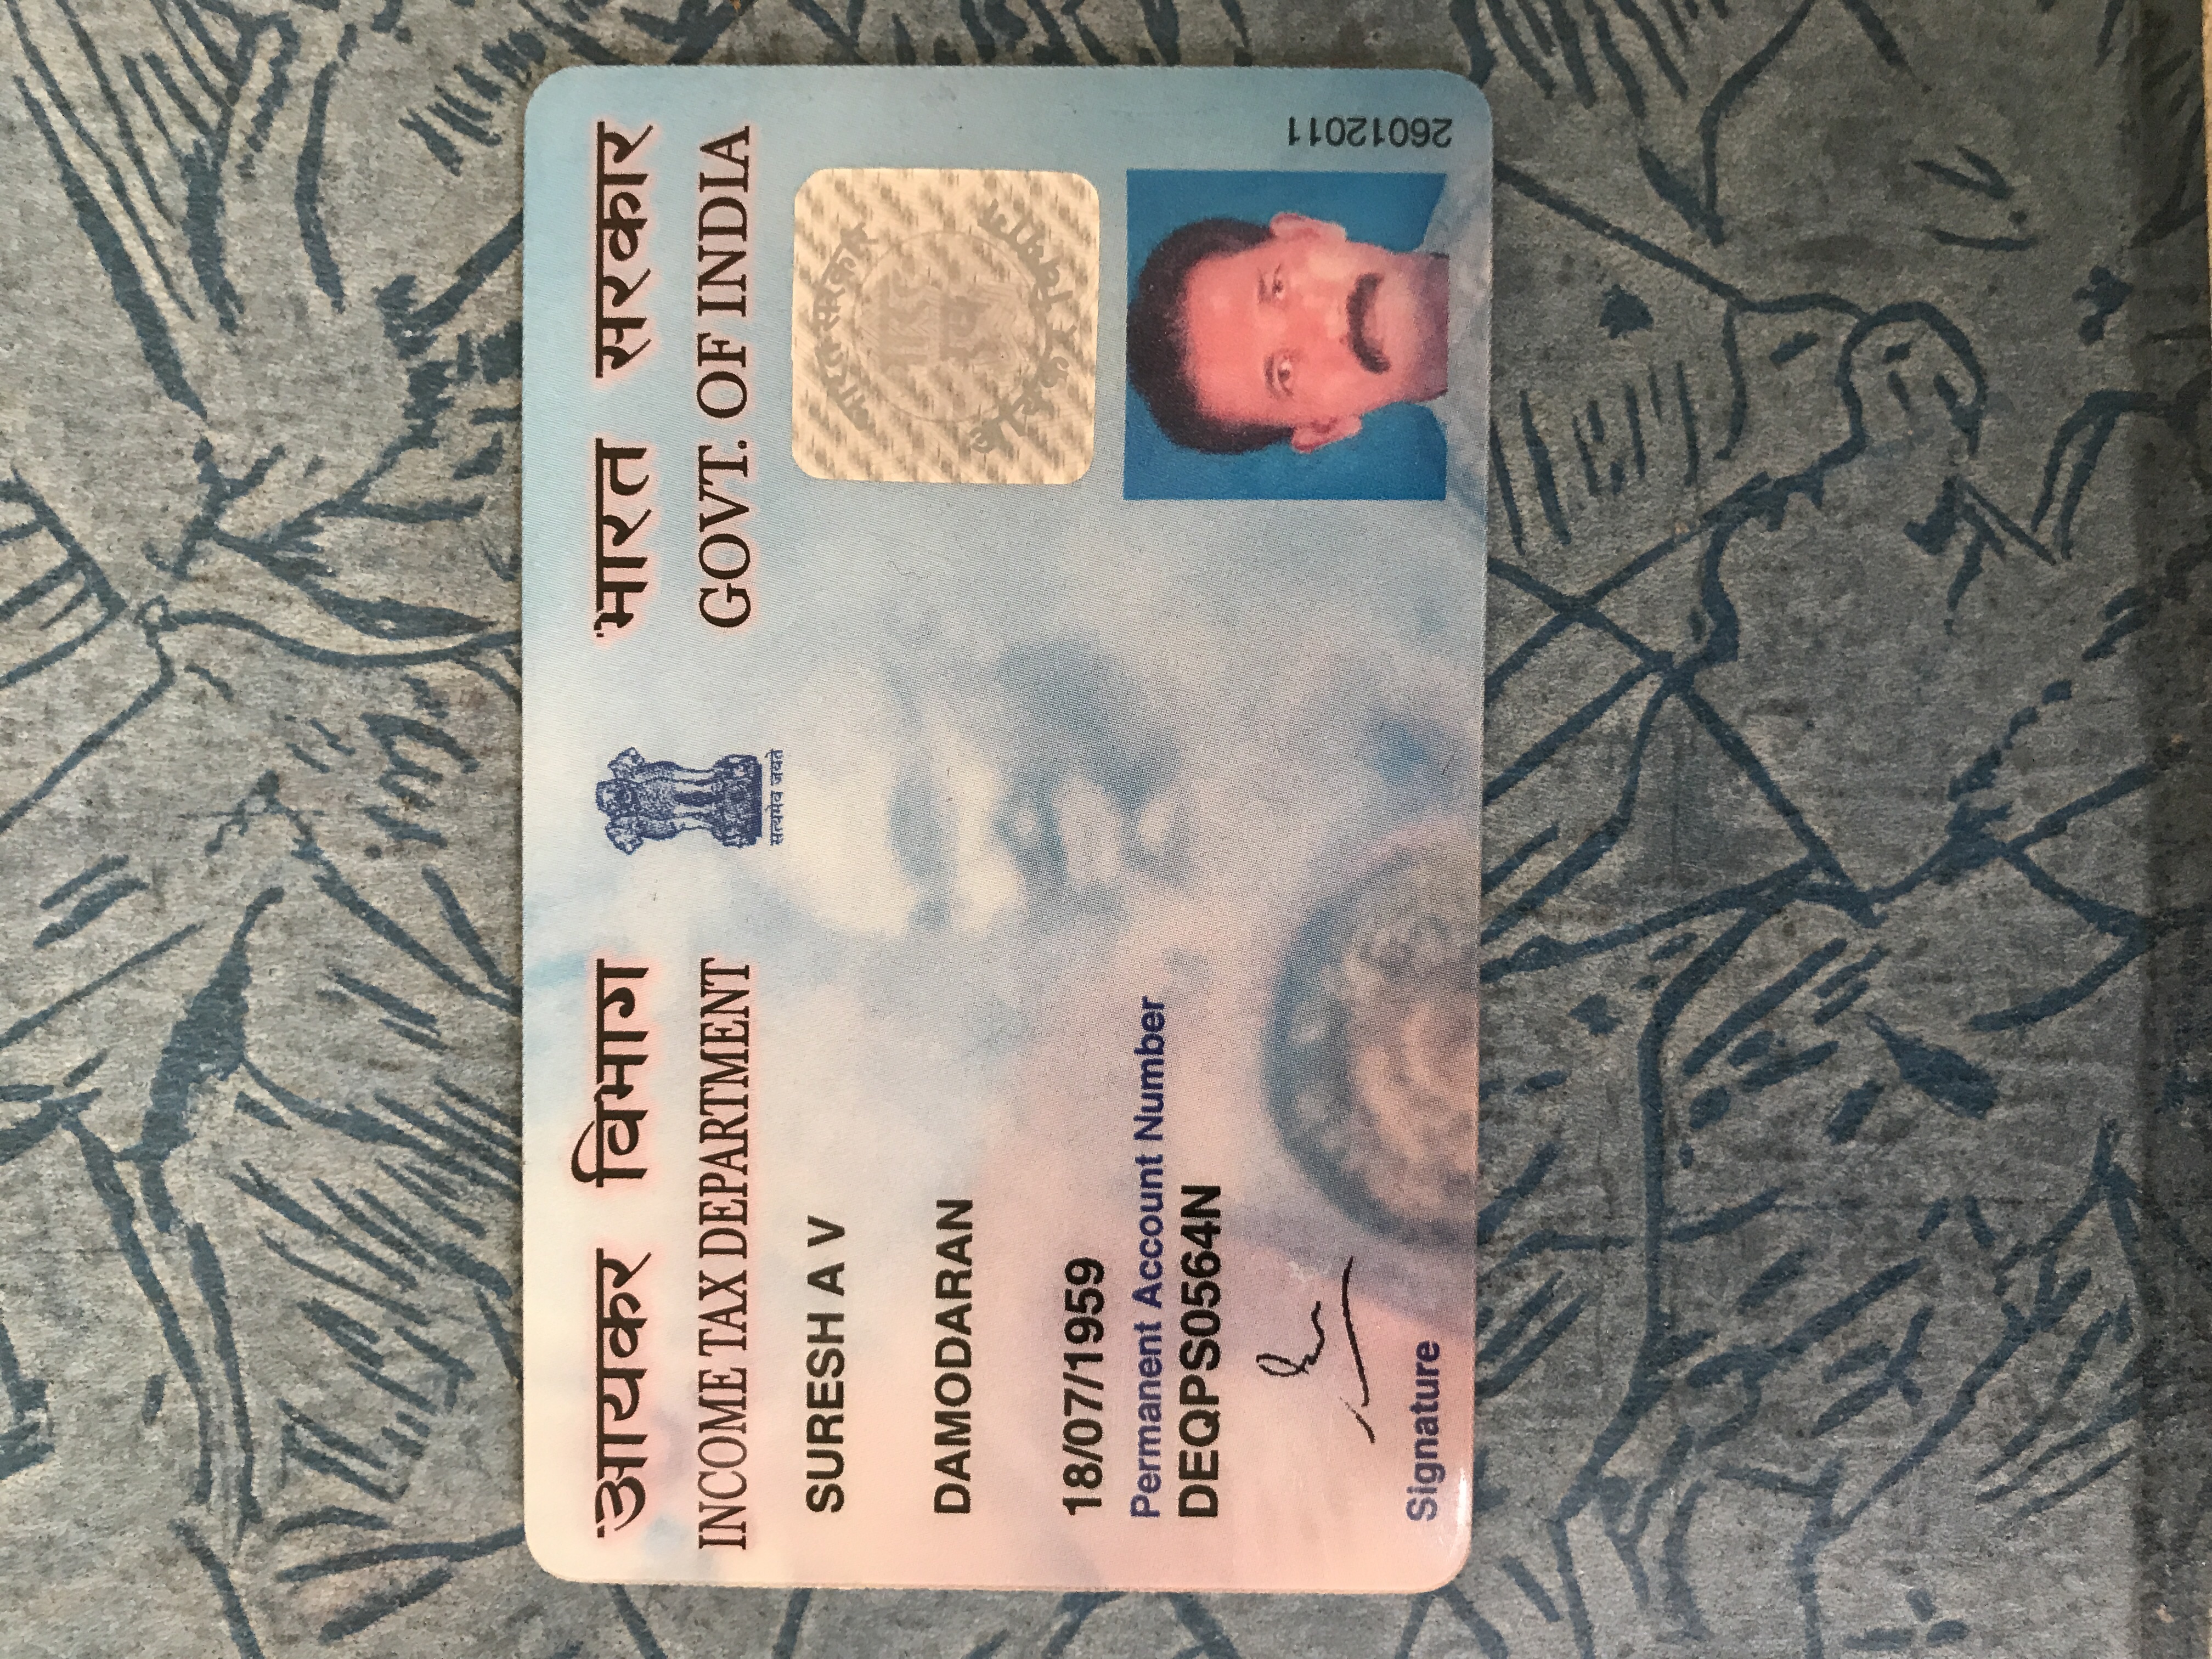 आयकर विभाग
INCOME TAX DEPARTMENT
सत्यमेव जयते
भारत सरकार
GOVT. OF INDIA
SURESH A V
DAMODARAN
18/07/1959
Permanent Account Number
DEQPS0564N
Signature
भारत सरकार
आयकर विभाग
26012011